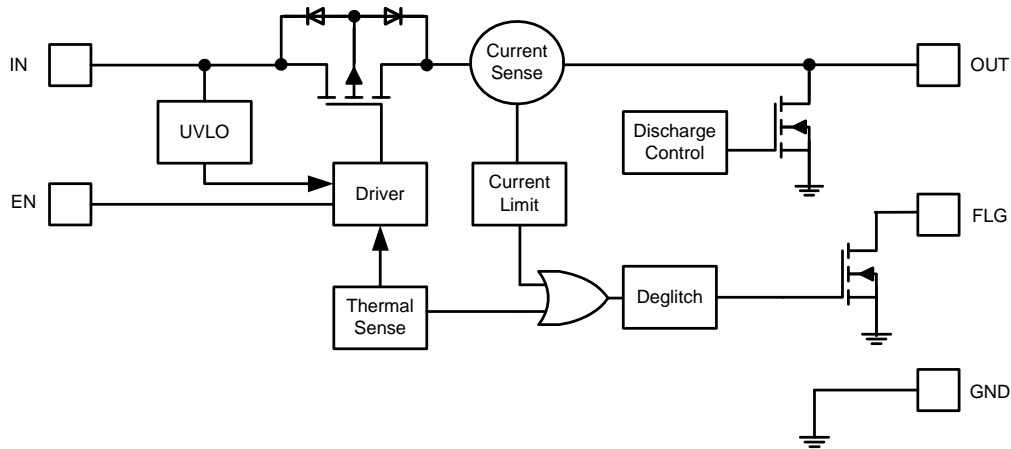 IN
Current
Sense
OUT
UVLO
Discharge
Control
EN
Driver
Current
Limit
FLG
Thermal
Sense
Deglitch
GND